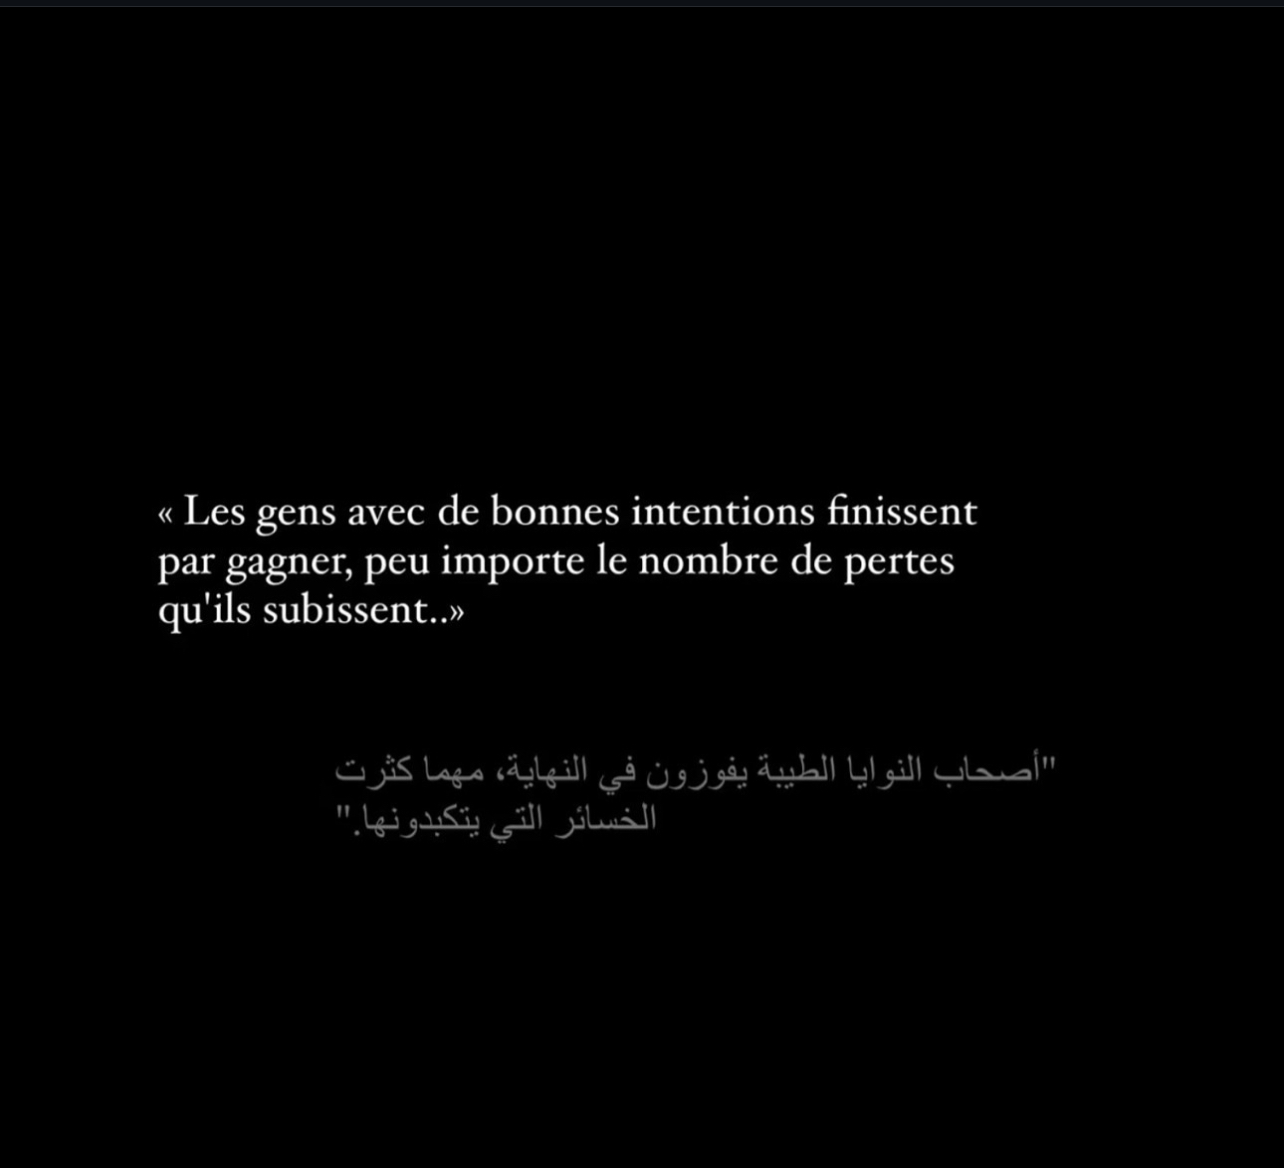 « Les gens avec de bonnes intentions finissent
par gagner, peu importe le nombre de pertes
qu'ils subissent..»
"أصحاب النوايا الطيبة يفوزون في النهاية، مهما كثرت
الخسائر التي يتكبدونها."